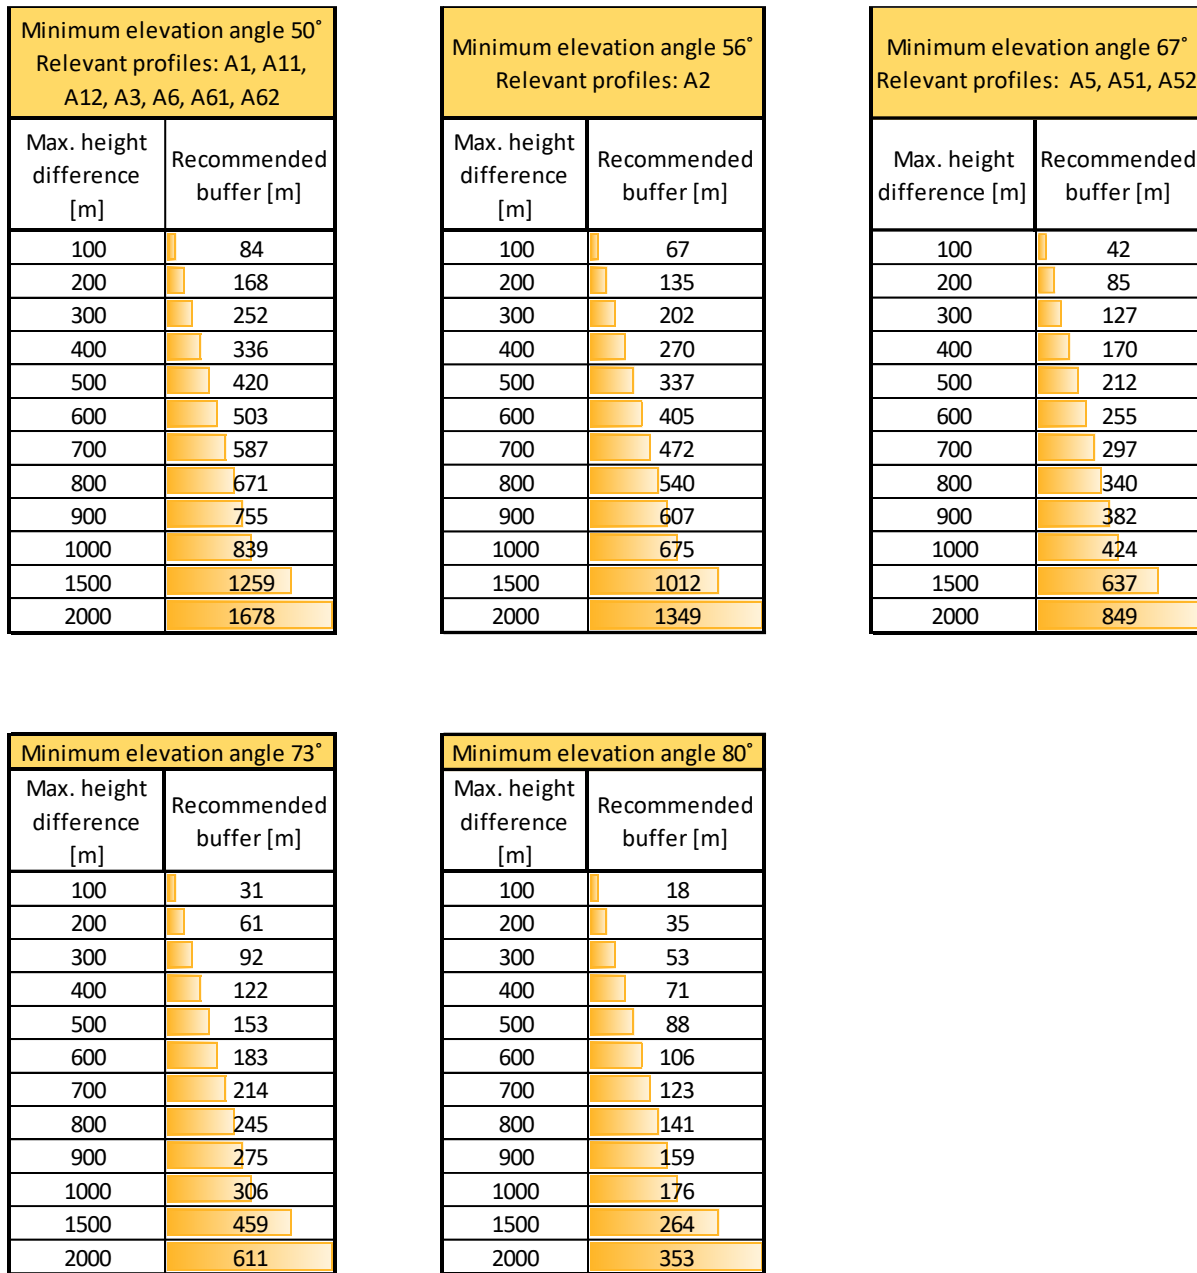 Minimum elevation angle 50°
Relevant profiles: A1, A11,
A12, A3, A6, A61, A62
Max. height
difference
[m]
Recommended
buffer [m]
100 84
200 168
300 252
400 336
500 420
600 503
700 587
800 671
900 755
1000 839
1500 1259
2000 1678
Minimum elevation angle 56°
Relevant profiles: A2
Max. height
difference
[m]
Recommended
buffer [m]
100 67
200 135
300 202
400 270
500 337
600 405
700 472
800 540
900 607
1000 675
1500 1012
2000 1349
Minimum elevation angle 67°
Relevant profiles: A5, A51, A52
Max. height
difference [m]
Recommended
buffer [m]
100 42
200 85
300 127
400 170
500 212
600 255
700 297
800 340
900 382
1000 424
1500 637
2000 849
Minimum elevation angle 73°
Max. height
difference
[m]
Recommended
buffer [m]
100 31
200 61
300 92
400 122
500 153
600 183
700 214
800 245
900 275
1000 306
1500 459
2000 611
Minimum elevation angle 80°
Max. height
difference
[m]
Recommended
buffer [m]
100 18
200 35
300 53
400 71
500 88
600 106
700 123
800 141
900 159
1000 176
1500 264
2000 353